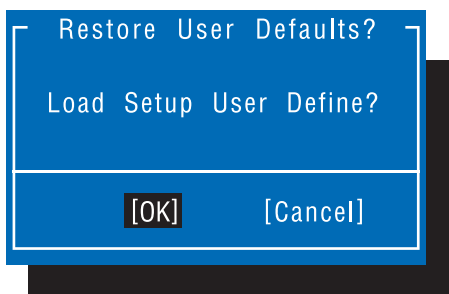 Restore User Defaults?
Load Setup User Define?
[OK] [Cancel]